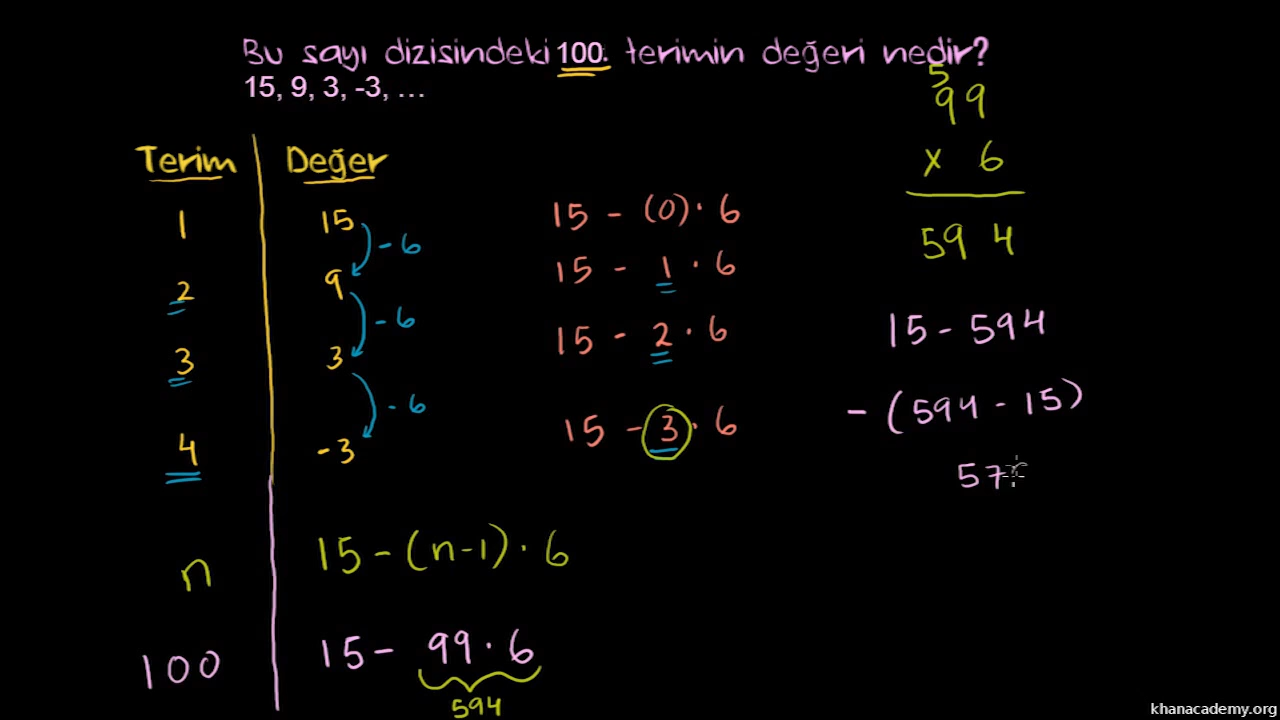 Bu sayı dizisindeki 100. terimin değeri nedir?
15, 9, 3, -3, …
Terim Değer
1 15
- 6
2 9
- 6
3 3
- 6
4 -3
n 15 - (n-1) · 6
100 15 - 99 · 6
594
15 - (0) · 6
15 - 1 · 6
15 - 2 · 6
15 - 3 · 6
5
99
x 6
594
15 - 594
- (594 - 15)
57
khanacademy.org